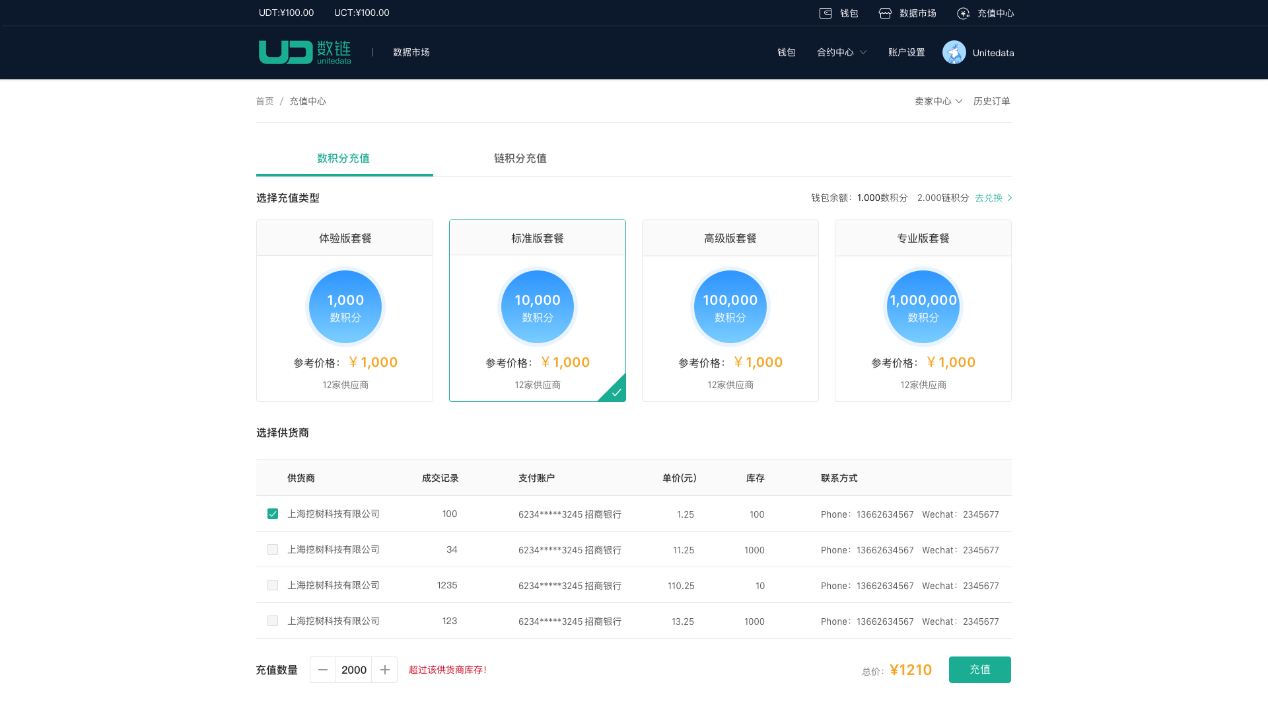 UDT:¥100.00 UCT:¥100.00 钱包 数据市场 充值中心
数链
unitedata
数据市场 钱包 合约中心 账户设置 Unitedata
首页 / 充值中心 卖家中心 历史订单
数积分充值 链积分充值
选择充值类型 钱包余额：1.000数积分 2.000链积分 去兑换
体验版套餐 标准版套餐 高级版套餐 专业版套餐
1,000 10,000 100,000 1,000,000
数积分 数积分 数积分 数积分
参考价格：￥1,000 参考价格：￥1,000 参考价格：￥1,000 参考价格：￥1,000
12家供应商 12家供应商 12家供应商 12家供应商
选择供货商
供货商 成交记录 支付账户 单价(元) 库存 联系方式
上海挖树科技有限公司 100 6234*****3245 招商银行 1.25 100 Phone：13662634567 Wechat：2345677
上海挖树科技有限公司 34 6234*****3245 招商银行 11.25 1000 Phone：13662634567 Wechat：2345677
上海挖树科技有限公司 1235 6234*****3245 招商银行 110.25 10 Phone：13662634567 Wechat：2345677
上海挖树科技有限公司 123 6234*****3245 招商银行 13.25 1000 Phone：13662634567 Wechat：2345677
充值数量 2000 超过该供货商库存！ 总价：¥1210 充值